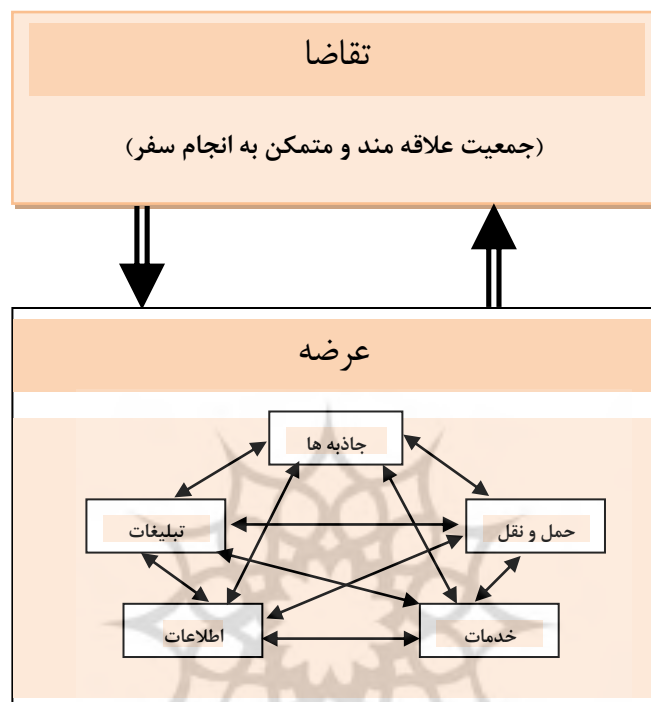 تقاضا
(جمعیت علاقه مند و متمکن به انجام سفر)
عرضه
جاذبه ها
حمل و نقل
تبلیغات
خدمات
اطلاعات